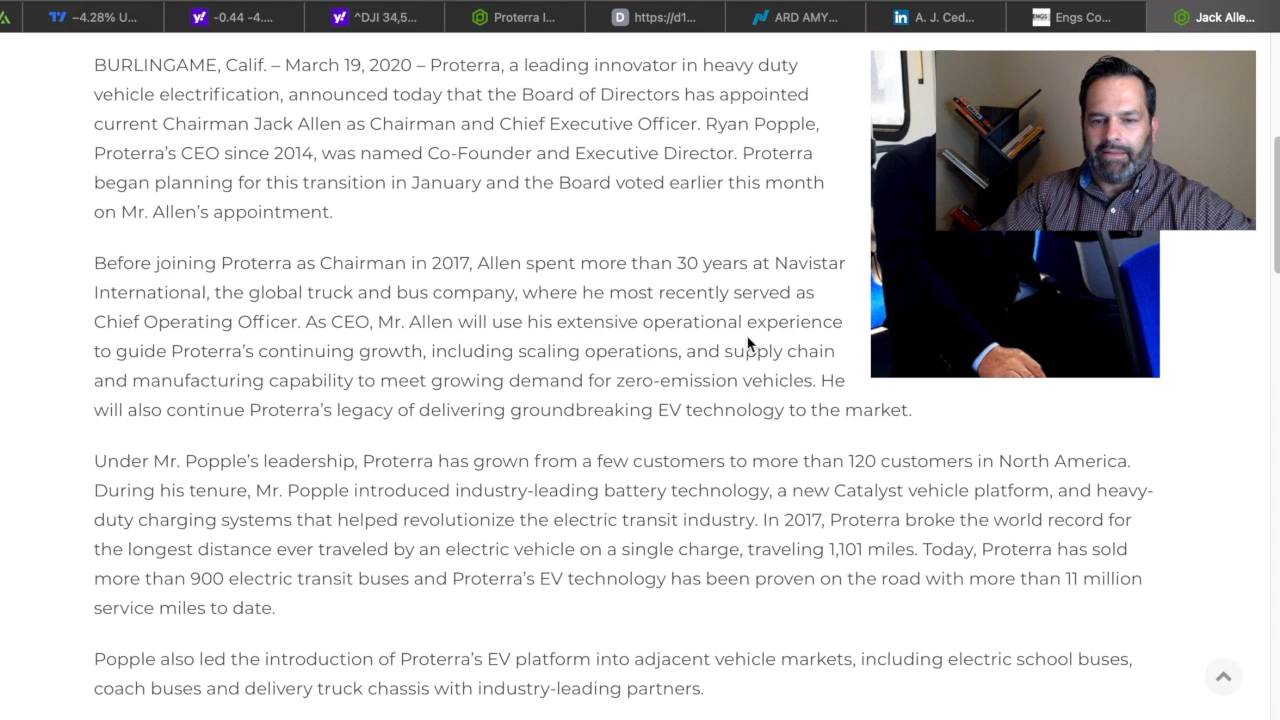 −4.28% U...
-0.44 -4....
^DJI 34,5...
Proterra I...
https://d1...
ARD AMY...
A. J. Ced...
ENGS Engs Co...
Jack Alle...
BURLINGAME, Calif. – March 19, 2020 – Proterra, a leading innovator in heavy duty
vehicle electrification, announced today that the Board of Directors has appointed
current Chairman Jack Allen as Chairman and Chief Executive Officer. Ryan Popple,
Proterra’s CEO since 2014, was named Co-Founder and Executive Director. Proterra
began planning for this transition in January and the Board voted earlier this month
on Mr. Allen’s appointment.
Before joining Proterra as Chairman in 2017, Allen spent more than 30 years at Navistar
International, the global truck and bus company, where he most recently served as
Chief Operating Officer. As CEO, Mr. Allen will use his extensive operational experience
to guide Proterra’s continuing growth, including scaling operations, and supply chain
and manufacturing capability to meet growing demand for zero-emission vehicles. He
will also continue Proterra’s legacy of delivering groundbreaking EV technology to the market.
Under Mr. Popple’s leadership, Proterra has grown from a few customers to more than 120 customers in North America.
During his tenure, Mr. Popple introduced industry-leading battery technology, a new Catalyst vehicle platform, and heavy-
duty charging systems that helped revolutionize the electric transit industry. In 2017, Proterra broke the world record for
the longest distance ever traveled by an electric vehicle on a single charge, traveling 1,101 miles. Today, Proterra has sold
more than 900 electric transit buses and Proterra’s EV technology has been proven on the road with more than 11 million
service miles to date.
Popple also led the introduction of Proterra’s EV platform into adjacent vehicle markets, including electric school buses,
coach buses and delivery truck chassis with industry-leading partners.